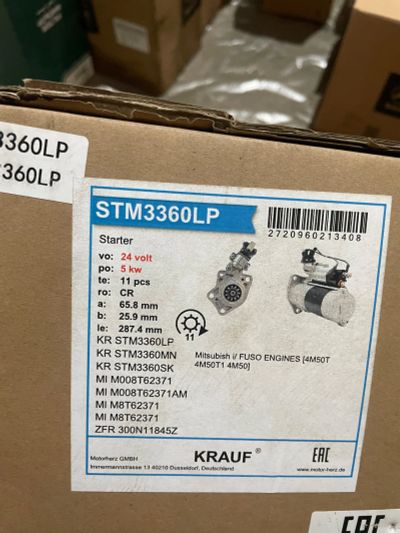 3360LP
3360LP
STM3360LP
2720960213408
Starter
vo: 24 volt
po: 5 kw
te: 11 pcs
ro: CR
a: 65.8 mm
b: 25.9 mm
le: 287.4 mm
11
KR STM3360LP
KR STM3360MN
KR STM3360SK
MI M008T62371
MI M008T62371AM
MI M8T62371
MI M8T62371
ZFR 300N11845Z
Mitsubish i/ FUSO ENGINES [4M50T
4M50T1 4M50]
Motorherz GMBH
Immermannstrasse 13 40210 Dusseldorf, Deutschland
KRAUF®
EAC
www.motor-herz.de
EAC